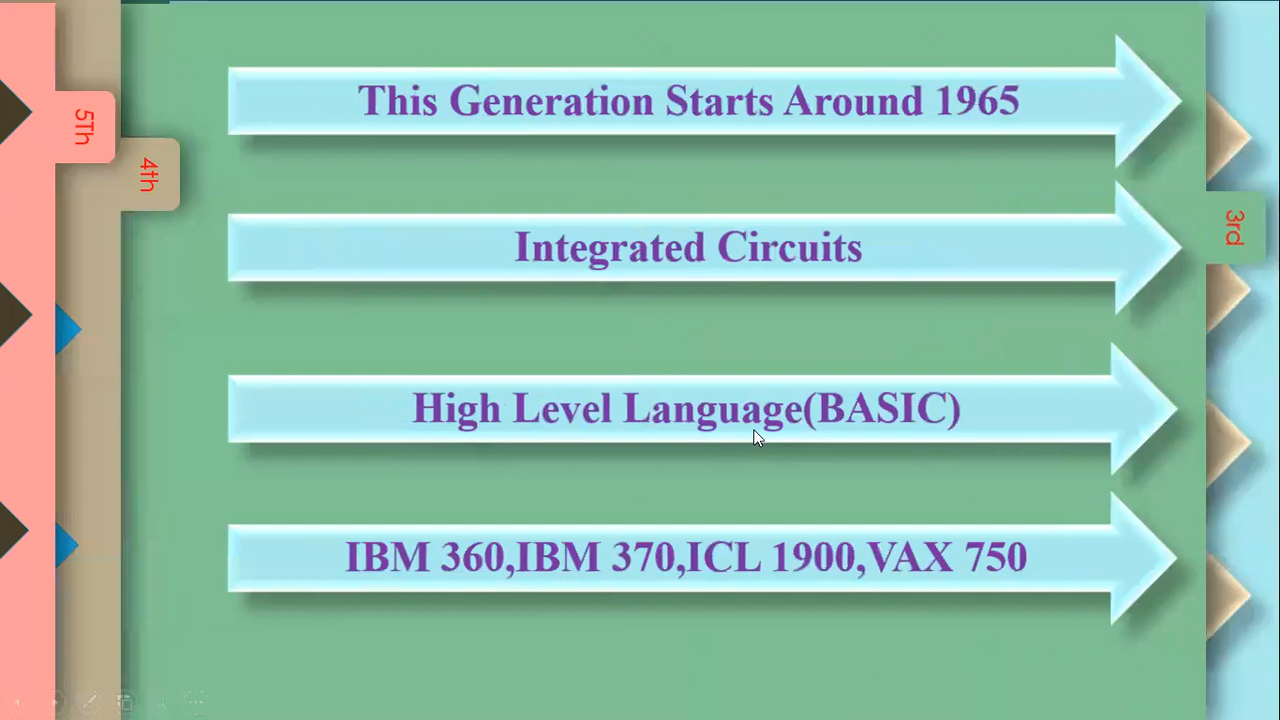 This Generation Starts Around 1965
5Th
4th
Integrated Circuits
3rd
High Level Language(BASIC)
IBM 360,IBM 370,ICL 1900,VAX 750